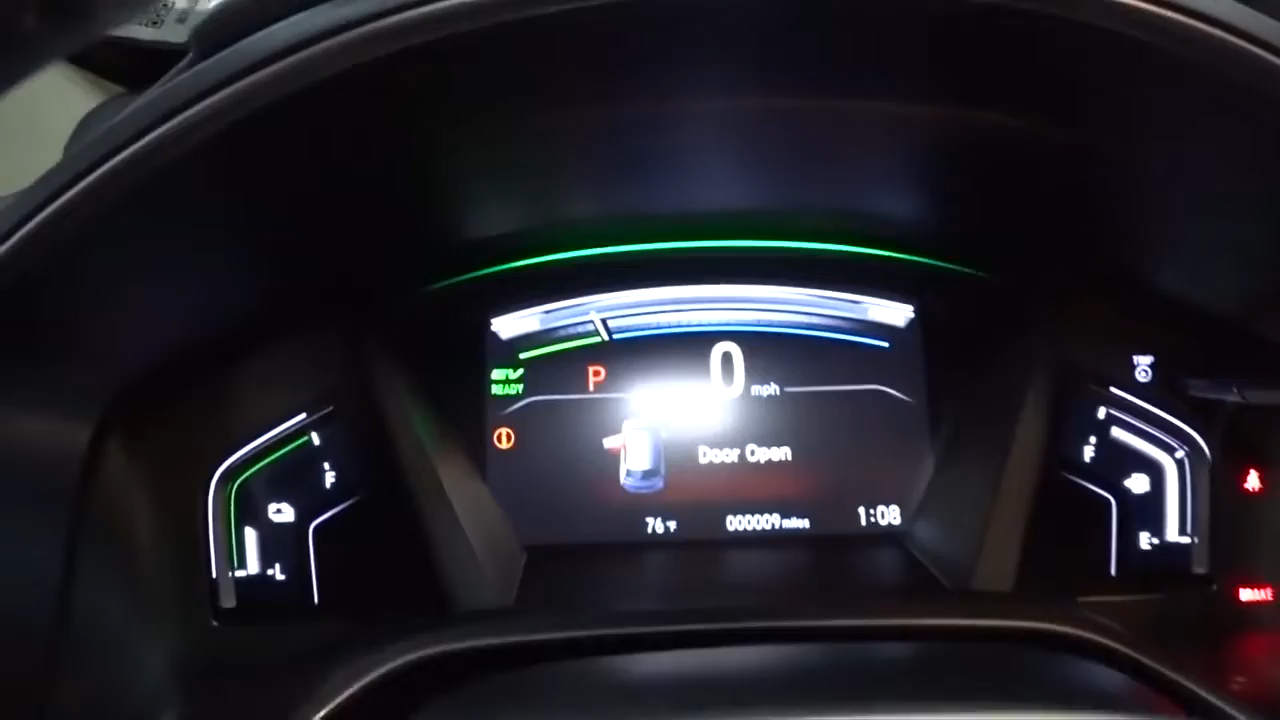 0 mph
EV
READY
P
TRIP
F
F
Door Open
E
L
76°F
000009 miles
1:08
BRAKE